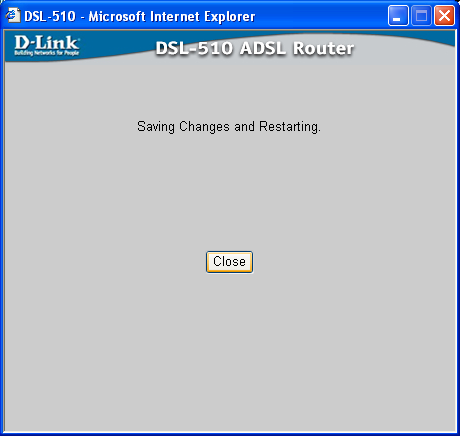 DSL-510 - Microsoft Internet Explorer
D-Link
Building Networks for People
DSL-510 ADSL Router
Saving Changes and Restarting.
Close